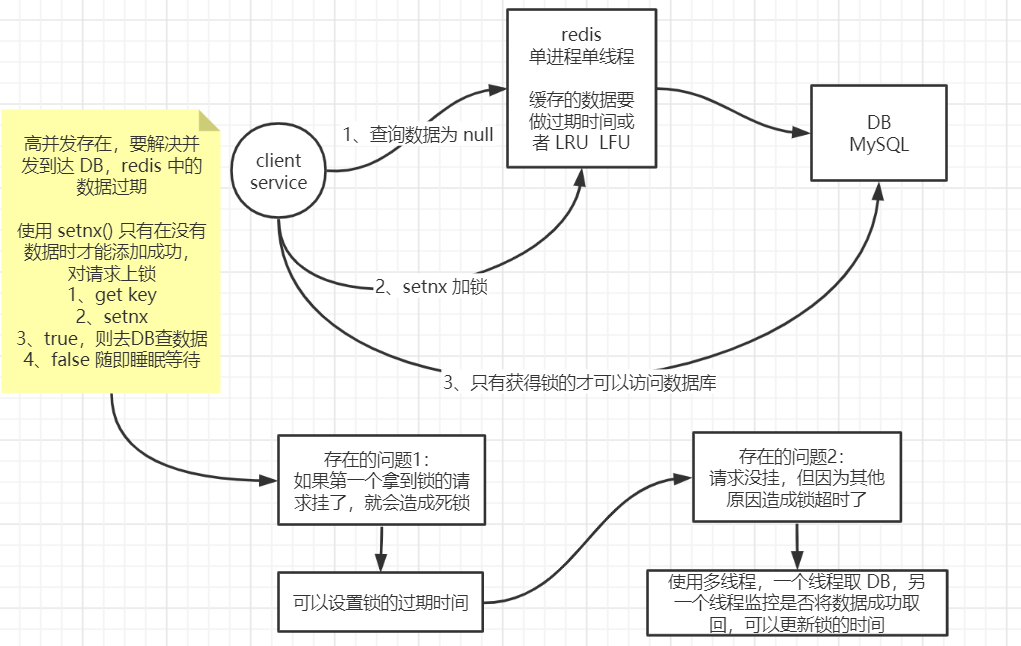 redis
单进程单线程
缓存的数据要
做过期时间或
者 LRU LFU
DB
MySQL
1、查询数据为 null
client
service
高并发存在，要解决并
发到达 DB，redis 中的
数据过期
使用 setnx() 只有在没有
数据时才能添加成功，
对请求上锁
1、get key
2、setnx
3、true，则去DB查数据
4、false 随即睡眠等待
2、setnx 加锁
3、只有获得锁的才可以访问数据库
存在的问题1：
如果第一个拿到锁的请
求挂了，就会造成死锁
可以设置锁的过期时间
存在的问题2：
请求没挂，但因为其他
原因造成锁超时了
使用多线程，一个线程取 DB，另
一个线程监控是否将数据成功取
回，可以更新锁的时间